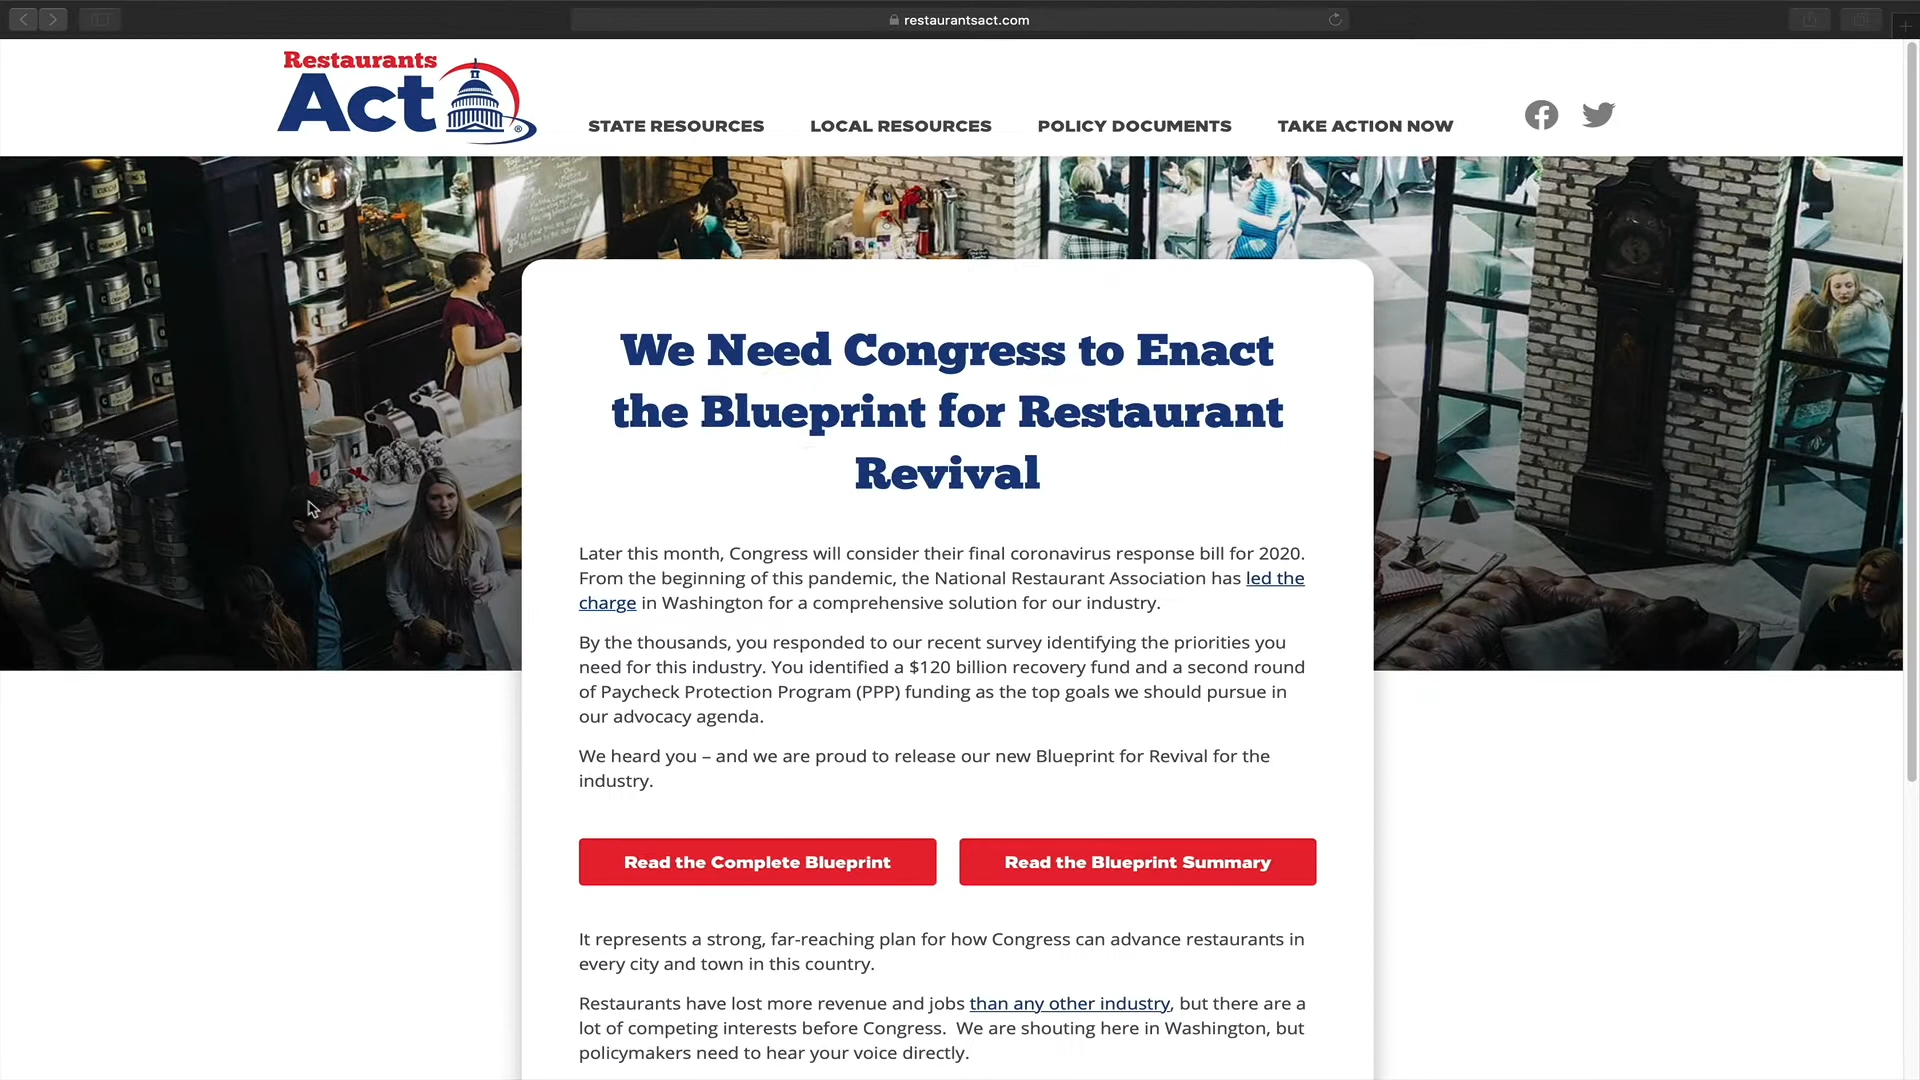 restaurantsact.com
Restaurants
Act
®
STATE RESOURCES
LOCAL RESOURCES
POLICY DOCUMENTS
TAKE ACTION NOW
We Need Congress to Enact
the Blueprint for Restaurant
Revival
Later this month, Congress will consider their final coronavirus response bill for 2020.
From the beginning of this pandemic, the National Restaurant Association has led the
charge in Washington for a comprehensive solution for our industry.
By the thousands, you responded to our recent survey identifying the priorities you
need for this industry. You identified a $120 billion recovery fund and a second round
of Paycheck Protection Program (PPP) funding as the top goals we should pursue in
our advocacy agenda.
We heard you – and we are proud to release our new Blueprint for Revival for the
industry.
Read the Complete Blueprint
Read the Blueprint Summary
It represents a strong, far-reaching plan for how Congress can advance restaurants in
every city and town in this country.
Restaurants have lost more revenue and jobs than any other industry, but there are a
lot of competing interests before Congress.  We are shouting here in Washington, but
policymakers need to hear your voice directly.